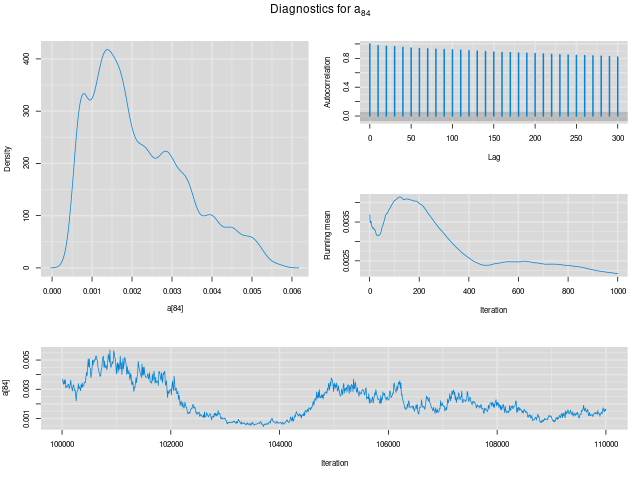 Diagnostics for a84
Density
400
300
200
100
0
0.000 0.001 0.002 0.003 0.004 0.005 0.006
a[84]
Autocorrelation
0.8
0.4
0.0
0 50 100 150 200 250 300
Lag
Running mean
0.0035
0.0025
0 200 400 600 800 1000
Iteration
a[84]
0.005
0.003
0.001
100000 102000 104000 106000 108000 110000
Iteration